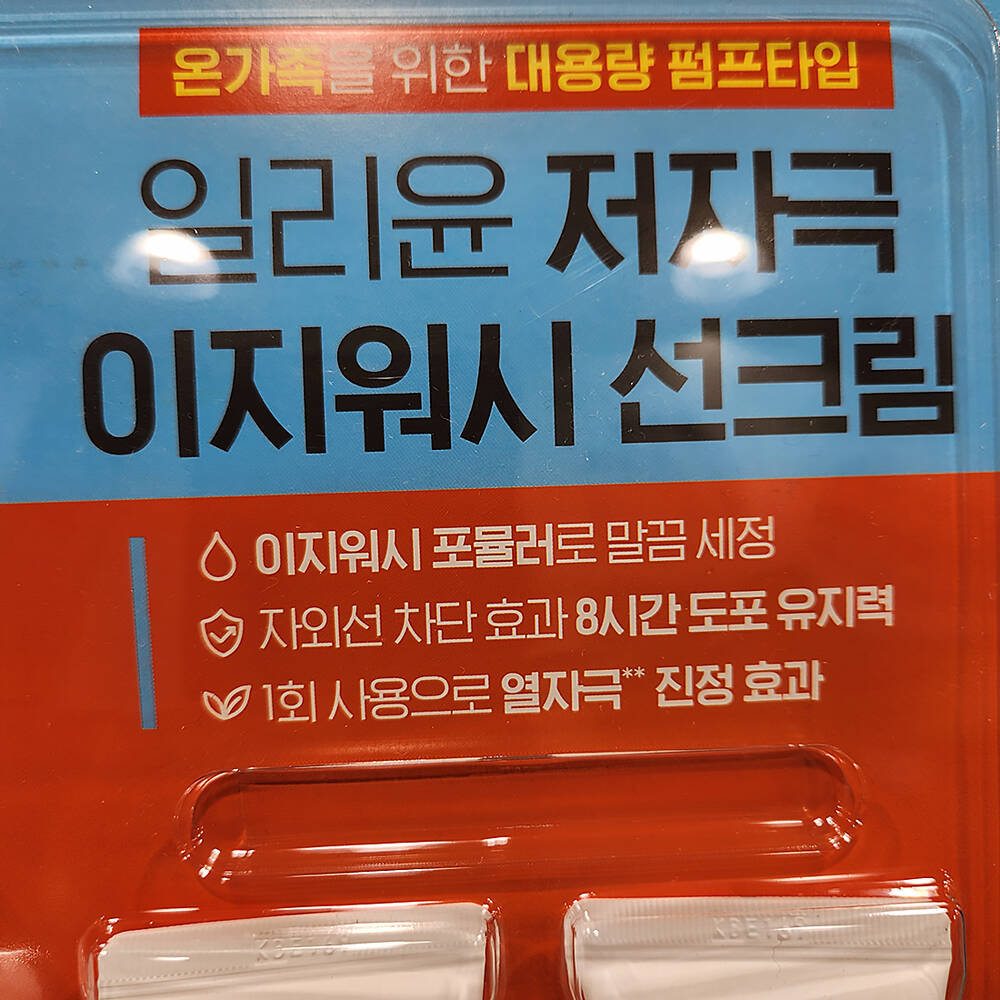 온가족을 위한 대용량 펌프타입
일리윤 저자극
이지워시 선크림
이지워시 포뮬러로 말끔 세정
자외선 차단 효과 8시간 도포 유지력
1회 사용으로 열자극** 진정 효과